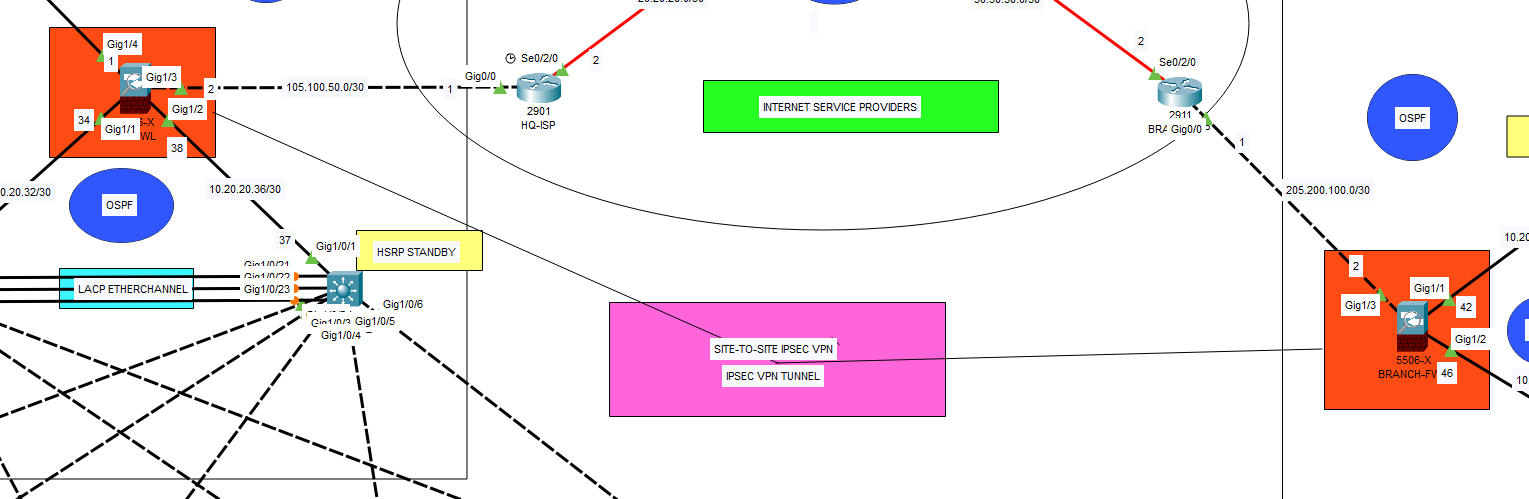 Gig1/4
1
Gig1/3
2
105.100.50.0/30
1
Gig0/0
Se0/2/0
2
2901
HQ-ISP
34
Gig1/1
Gig1/2
38
WL
0.20.32/30
10.20.20.36/30
OSPF
37
Gig1/0/1
HSRP STANDBY
LACP ETHERCHANNEL
Gig1/0/21
Gig1/0/22
Gig1/0/23
Gig1/0/6
Gig1/0/3
Gig1/0/5
Gig1/0/4
INTERNET SERVICE PROVIDERS
SITE-TO-SITE IPSEC VPN
IPSEC VPN TUNNEL
2
Se0/2/0
2911
BRA
Gig0/0
1
205.200.100.0/30
OSPF
10.20
2
Gig1/3
Gig1/1
42
Gig1/2
46
5506-X
BRANCH-FW
10